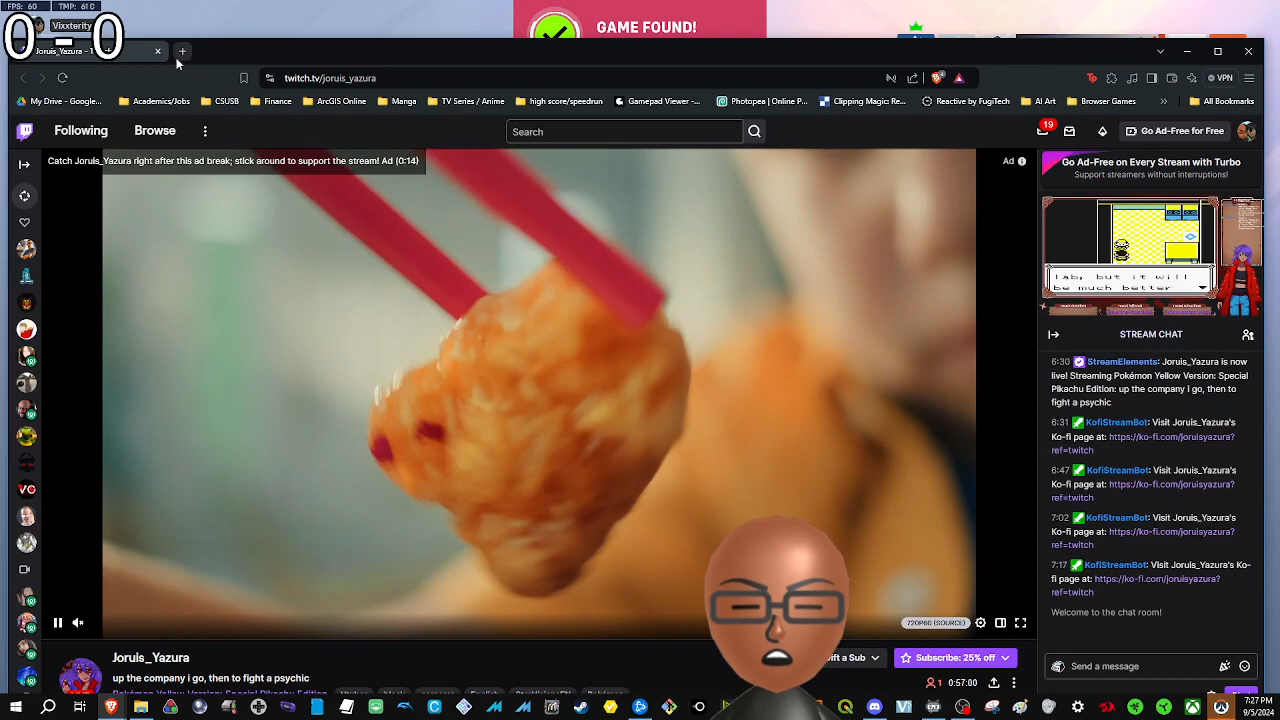 FPS: 60 TMP: 61 C
Vixxterity
0-0
GAME FOUND!
Joruis_Yazura - T
twitch.tv/joruis_yazura
VPN
My Drive - Google... Academics/Jobs CSUSB Finance ArcGIS Online Manga TV Series / Anime high score/speedrun Gamepad Viewer -... Photopea | Online P... Clipping Magic Re... Reactive by FugiTech AI Art Browser Games » All Bookmarks
Following Browse Search 19 Go Ad-Free for Free
Catch Joruis_Yazura right after this ad break; stick around to support the stream! Ad (0:14)
Ad
Go Ad-Free on Every Stream with Turbo
Support streamers without interruptions!
lab, but it will
be much better
STREAM CHAT
6:30 StreamElements: Joruis_Yazura is now
live! Streaming Pokémon Yellow Version: Special
Pikachu Edition: up the company i go, then to
fight a psychic
6:31 KofiStreamBot: Visit Joruis_Yazura's
Ko-fi page at: https://ko-fi.com/joruisyazura?
ref=twitch
6:47 KofiStreamBot: Visit Joruis_Yazura's
Ko-fi page at: https://ko-fi.com/joruisyazura?
ref=twitch
7:02 KofiStreamBot: Visit Joruis_Yazura's
Ko-fi page at: https://ko-fi.com/joruisyazura?
ref=twitch
7:17 KofiStreamBot: Visit Joruis_Yazura's Ko-
fi page at: https://ko-fi.com/joruisyazura?
ref=twitch
Welcome to the chat room!
VG
720P60 (SOURCE)
Joruis_Yazura
up the company i go, then to fight a psychic
Pokémon Yellow Version: Special Pikachu Edition
English
Gift a Sub
Subscribe: 25% off
1 0:57:00
Send a message
7:27 PM
9/5/2024